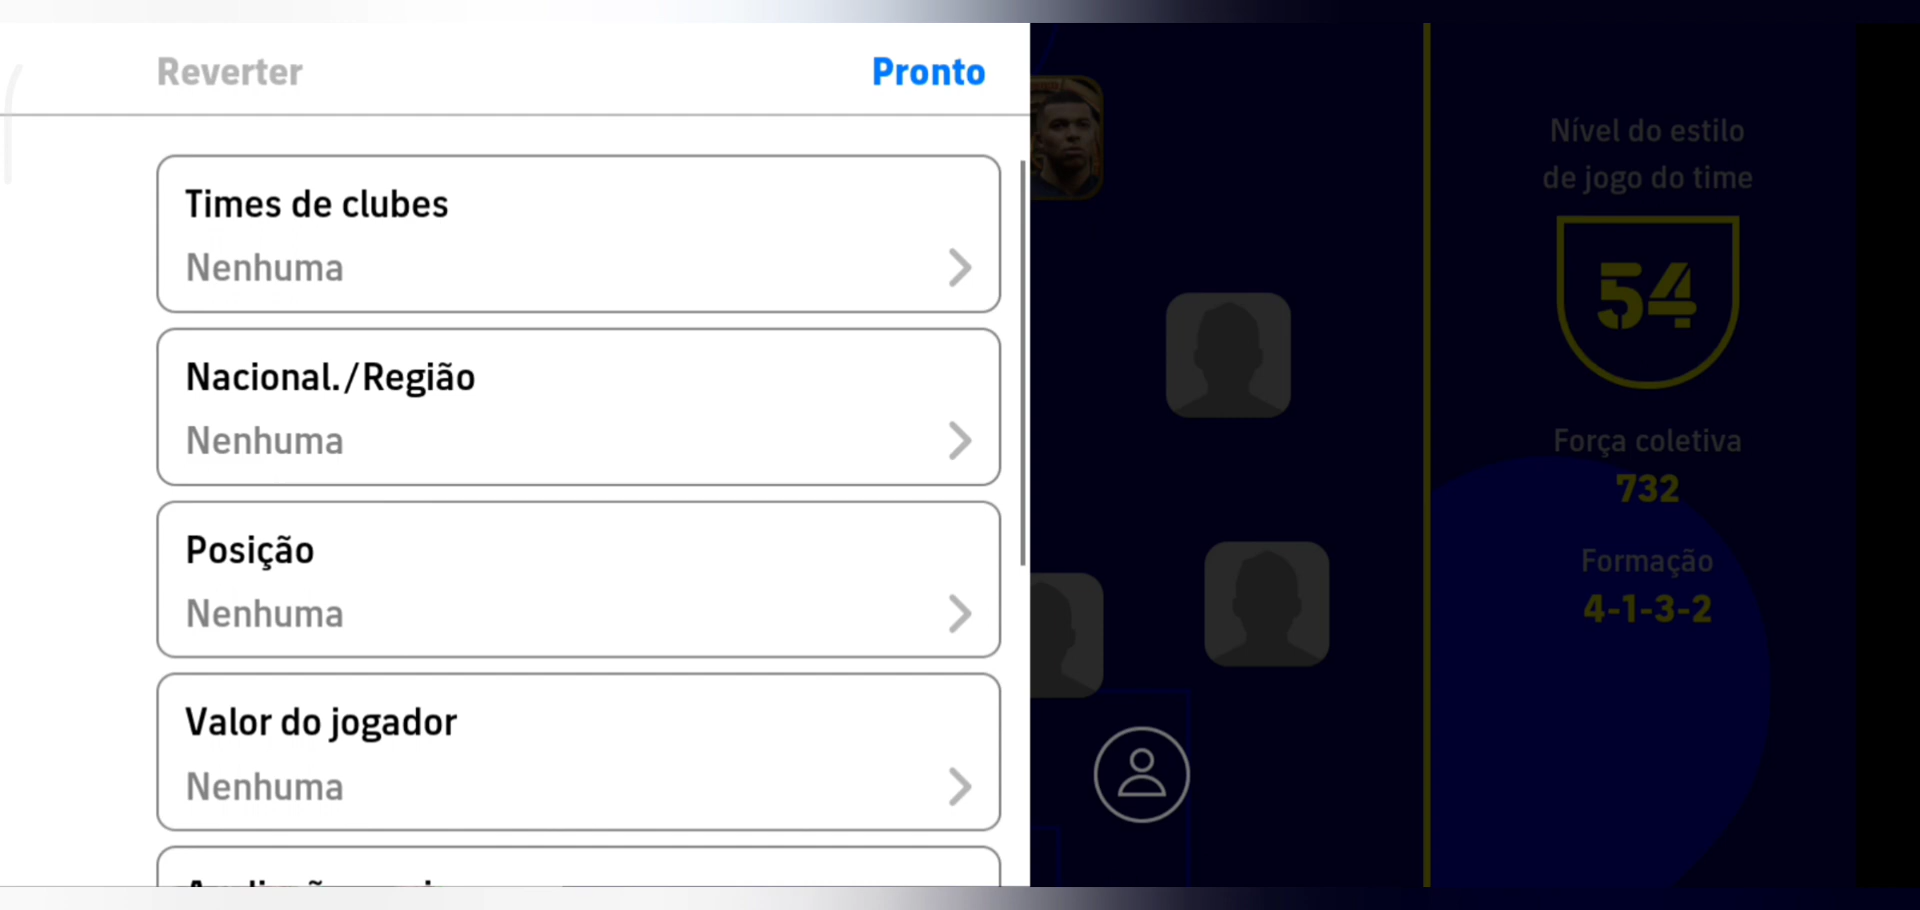 Reverter
Pronto
Times de clubes
Nenhuma
Nacional./Região
Nenhuma
Posição
Nenhuma
Valor do jogador
Nenhuma
Nível do estilo
de jogo do time
54
Força coletiva
732
Formação
4-1-3-2